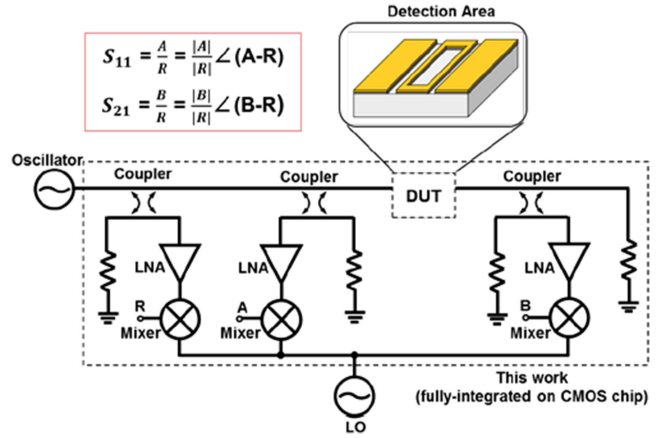 Detection Area
S₁₁ = A/R = |A|/|R| ∠ (A-R)
S₂₁ = B/R = |B|/|R| ∠ (B-R)
Oscillator
Coupler
Coupler
Coupler
DUT
LNA
LNA
LNA
R
A
B
Mixer
Mixer
Mixer
This work
(fully-integrated on CMOS chip)
LO